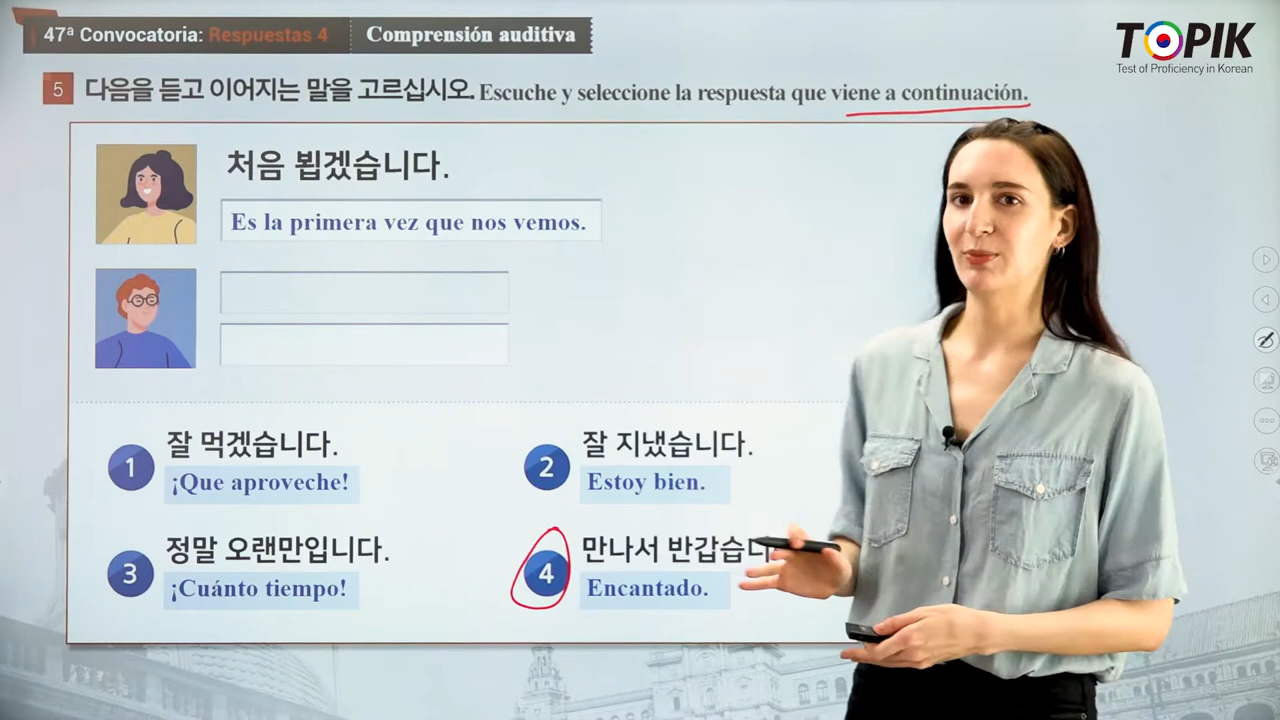 47ª Convocatoria: Respuestas 4 Comprensión auditiva
TOPIK
Test of Proficiency in Korean
5 다음을 듣고 이어지는 말을 고르십시오. Escuche y seleccione la respuesta que viene a continuación.
처음 뵙겠습니다.
Es la primera vez que nos vemos.
1 잘 먹겠습니다.
¡Que aproveche!
2 잘 지냈습니다.
Estoy bien.
3 정말 오랜만입니다.
¡Cuánto tiempo!
4 만나서
Encantado.